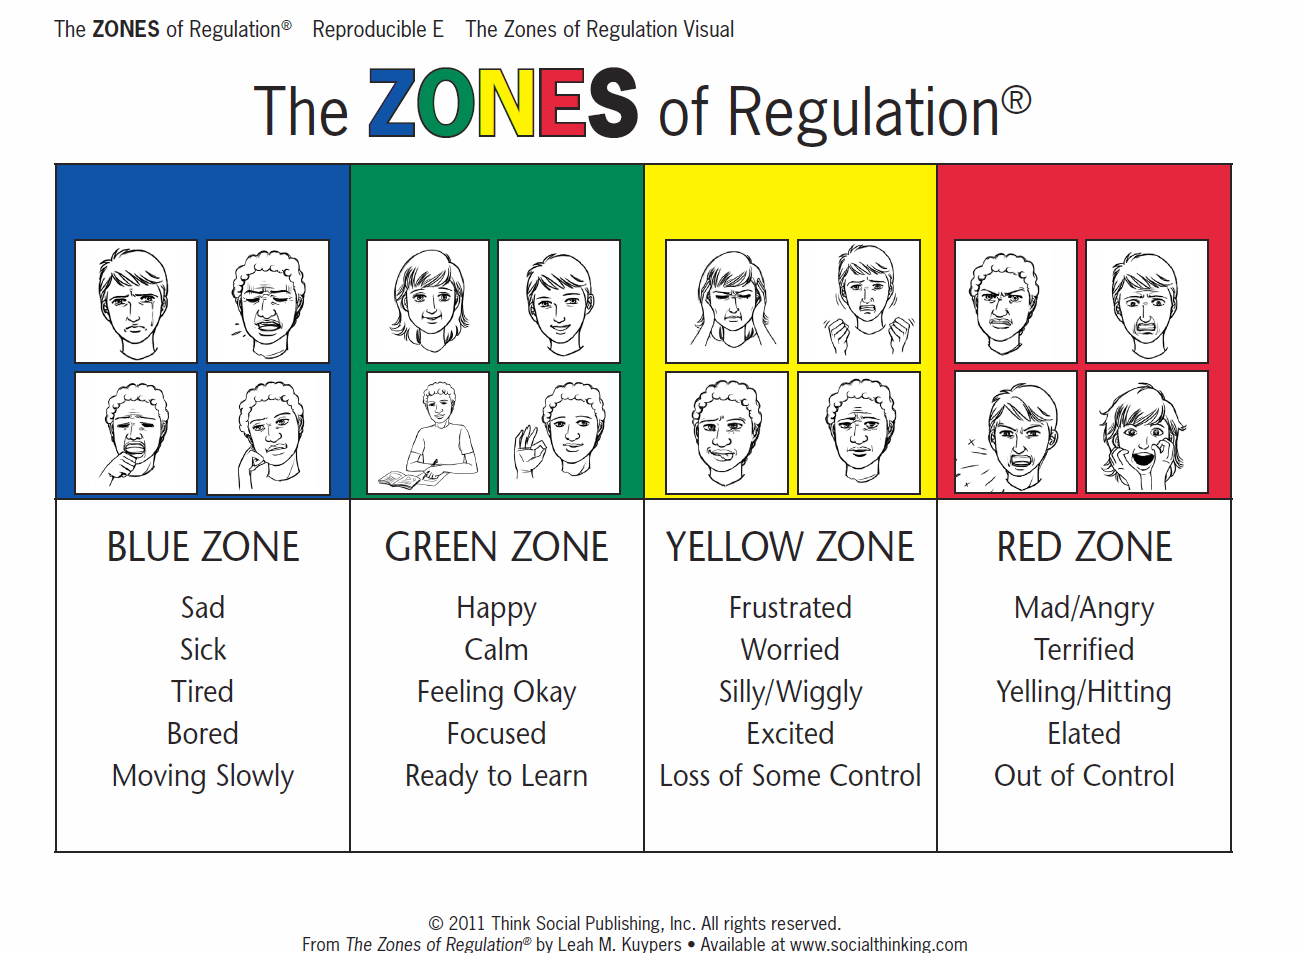 The ZONES of Regulation® Reproducible E The Zones of Regulation Visual
The ZONES of Regulation®
BLUE ZONE
Sad
Sick
Tired
Bored
Moving Slowly
GREEN ZONE
Happy
Calm
Feeling Okay
Focused
Ready to Learn
YELLOW ZONE
Frustrated
Worried
Silly/Wiggly
Excited
Loss of Some Control
RED ZONE
Mad/Angry
Terrified
Yelling/Hitting
Elated
Out of Control
© 2011 Think Social Publishing, Inc. All rights reserved.
From The Zones of Regulation® by Leah M. Kuypers • Available at www.socialthinking.com